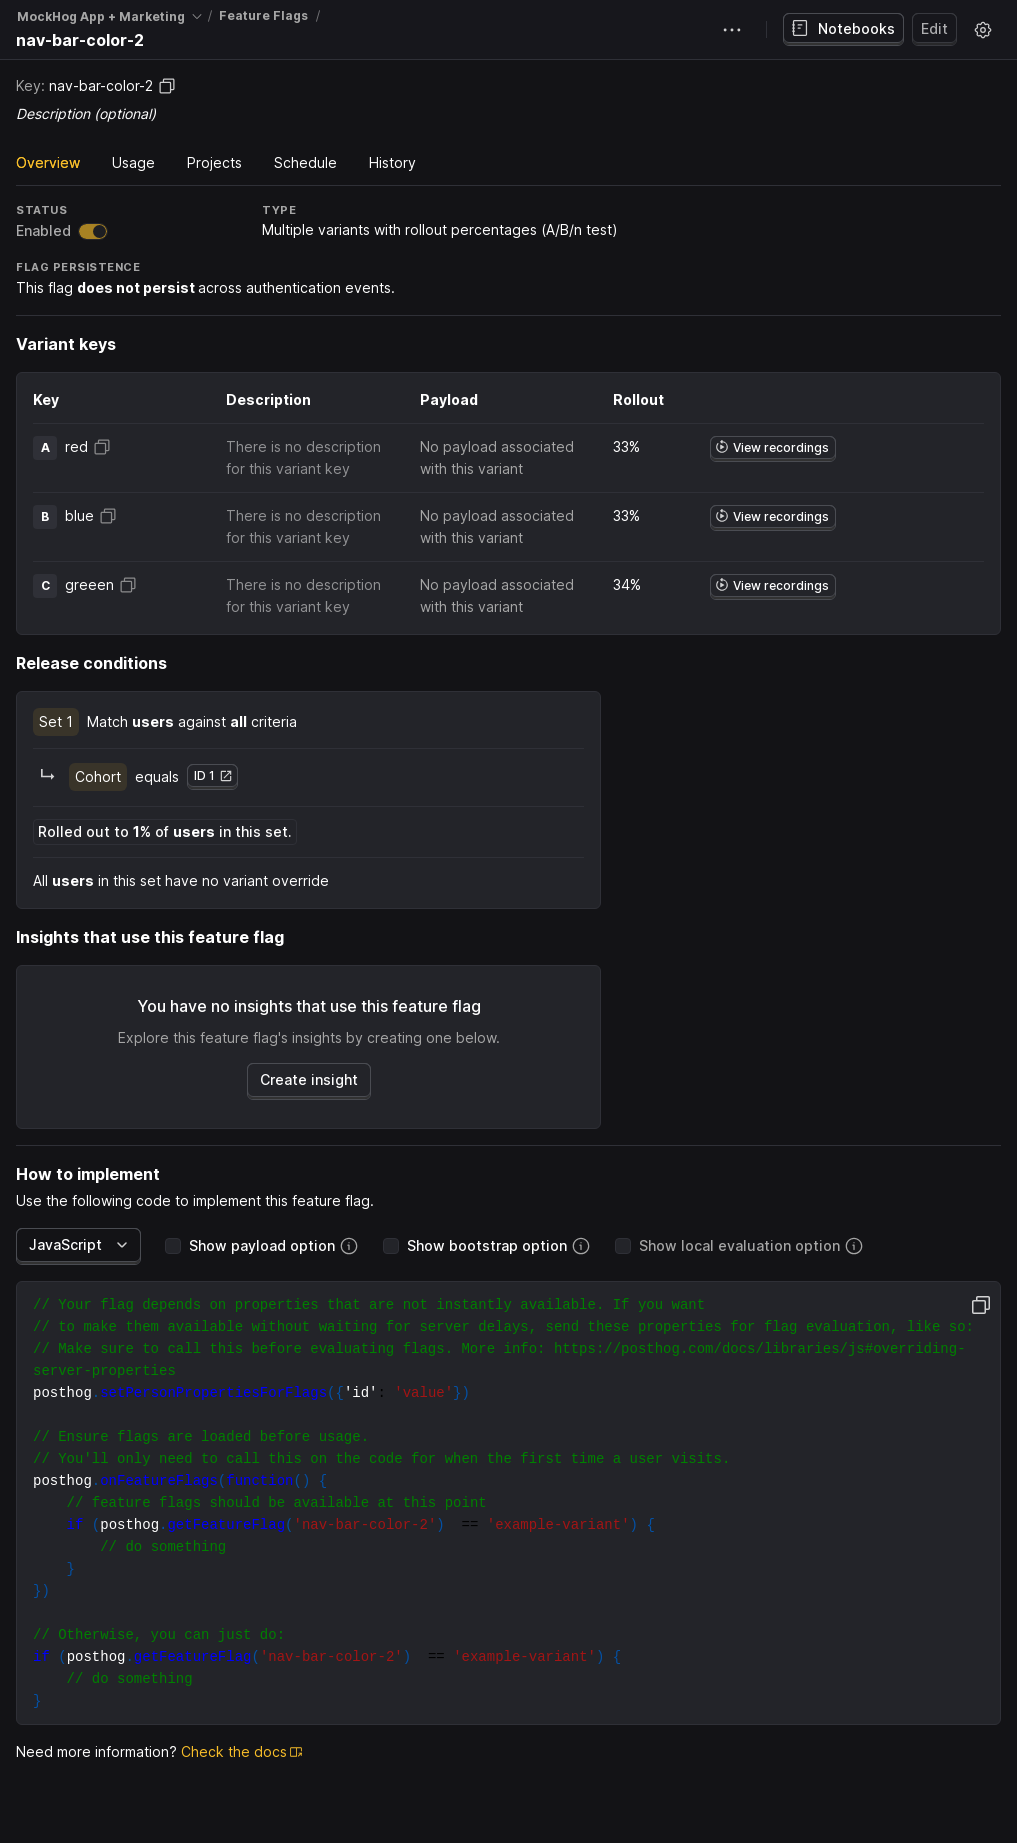 MockHog App + Marketing / Feature Flags /
nav-bar-color-2
Notebooks
Edit
Key: nav-bar-color-2
Description (optional)
Overview Usage Projects Schedule History
STATUS TYPE
Enabled Multiple variants with rollout percentages (A/B/n test)
FLAG PERSISTENCE
This flag does not persist across authentication events.
Variant keys
Key Description Payload Rollout
A red There is no description for this variant key No payload associated with this variant 33% View recordings
B blue There is no description for this variant key No payload associated with this variant 33% View recordings
C greeen There is no description for this variant key No payload associated with this variant 34% View recordings
Release conditions
Set 1 Match users against all criteria
Cohort equals ID 1
Rolled out to 1% of users in this set.
All users in this set have no variant override
Insights that use this feature flag
You have no insights that use this feature flag
Explore this feature flag's insights by creating one below.
Create insight
How to implement
Use the following code to implement this feature flag.
JavaScript Show payload option Show bootstrap option Show local evaluation option
// Your flag depends on properties that are not instantly available. If you want
// to make them available without waiting for server delays, send these properties for flag evaluation, like so:
// Make sure to call this before evaluating flags. More info: https://posthog.com/docs/libraries/js#overriding-
server-properties
posthog.setPersonPropertiesForFlags({'id': 'value'})
// Ensure flags are loaded before usage.
// You'll only need to call this on the code for when the first time a user visits.
posthog.onFeatureFlags(function() {
// feature flags should be available at this point
if (posthog.getFeatureFlag('nav-bar-color-2')  == 'example-variant') {
// do something
}
})
// Otherwise, you can just do:
if (posthog.getFeatureFlag('nav-bar-color-2')  == 'example-variant') {
// do something
}
Need more information? Check the docs